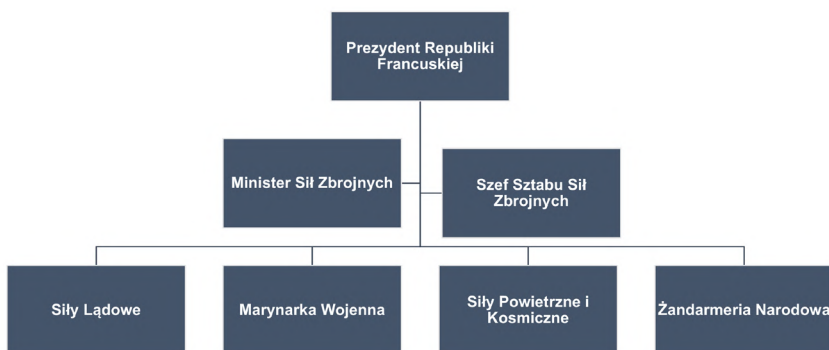 Prezydent Republiki
Francuskiej
Minister Sił Zbrojnych
Szef Sztabu Sił
Zbrojnych
Siły Lądowe
Marynarka Wojenna
Siły Powietrzne i
Kosmiczne
Żandarmeria Narodowa